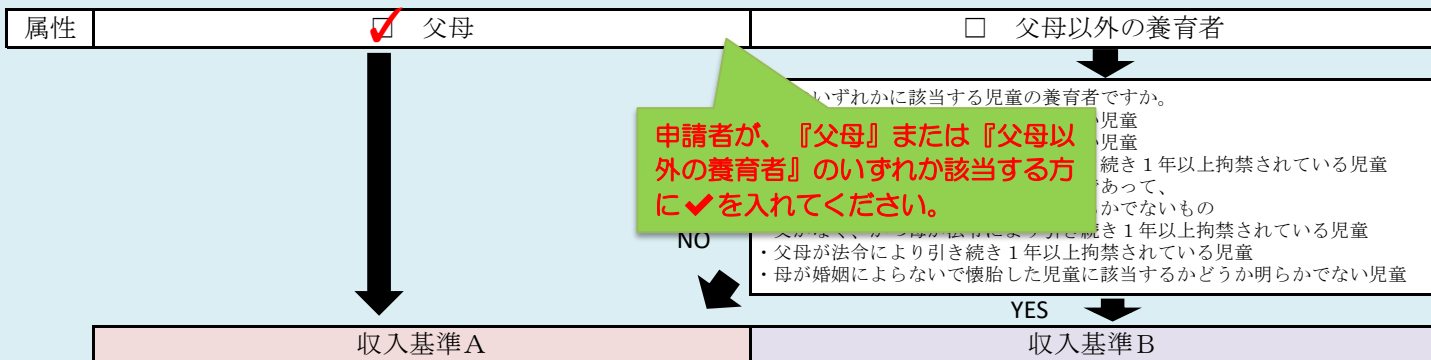 属性 □ 父母 □ 父母以外の養育者
いずれかに該当する児童の養育者ですか。
児童
児童
続き１年以上拘禁されている児童
あって、
かでないもの
き１年以上拘禁されている児童
・父母が法令により引き続き１年以上拘禁されている児童
・母が婚姻によらないで懐胎した児童に該当するかどうか明らかでない児童
申請者が、『父母』または『父母以
外の養育者』のいずれか該当する方
に✔を入れてください。
NO
YES
収入基準Ａ 収入基準Ｂ